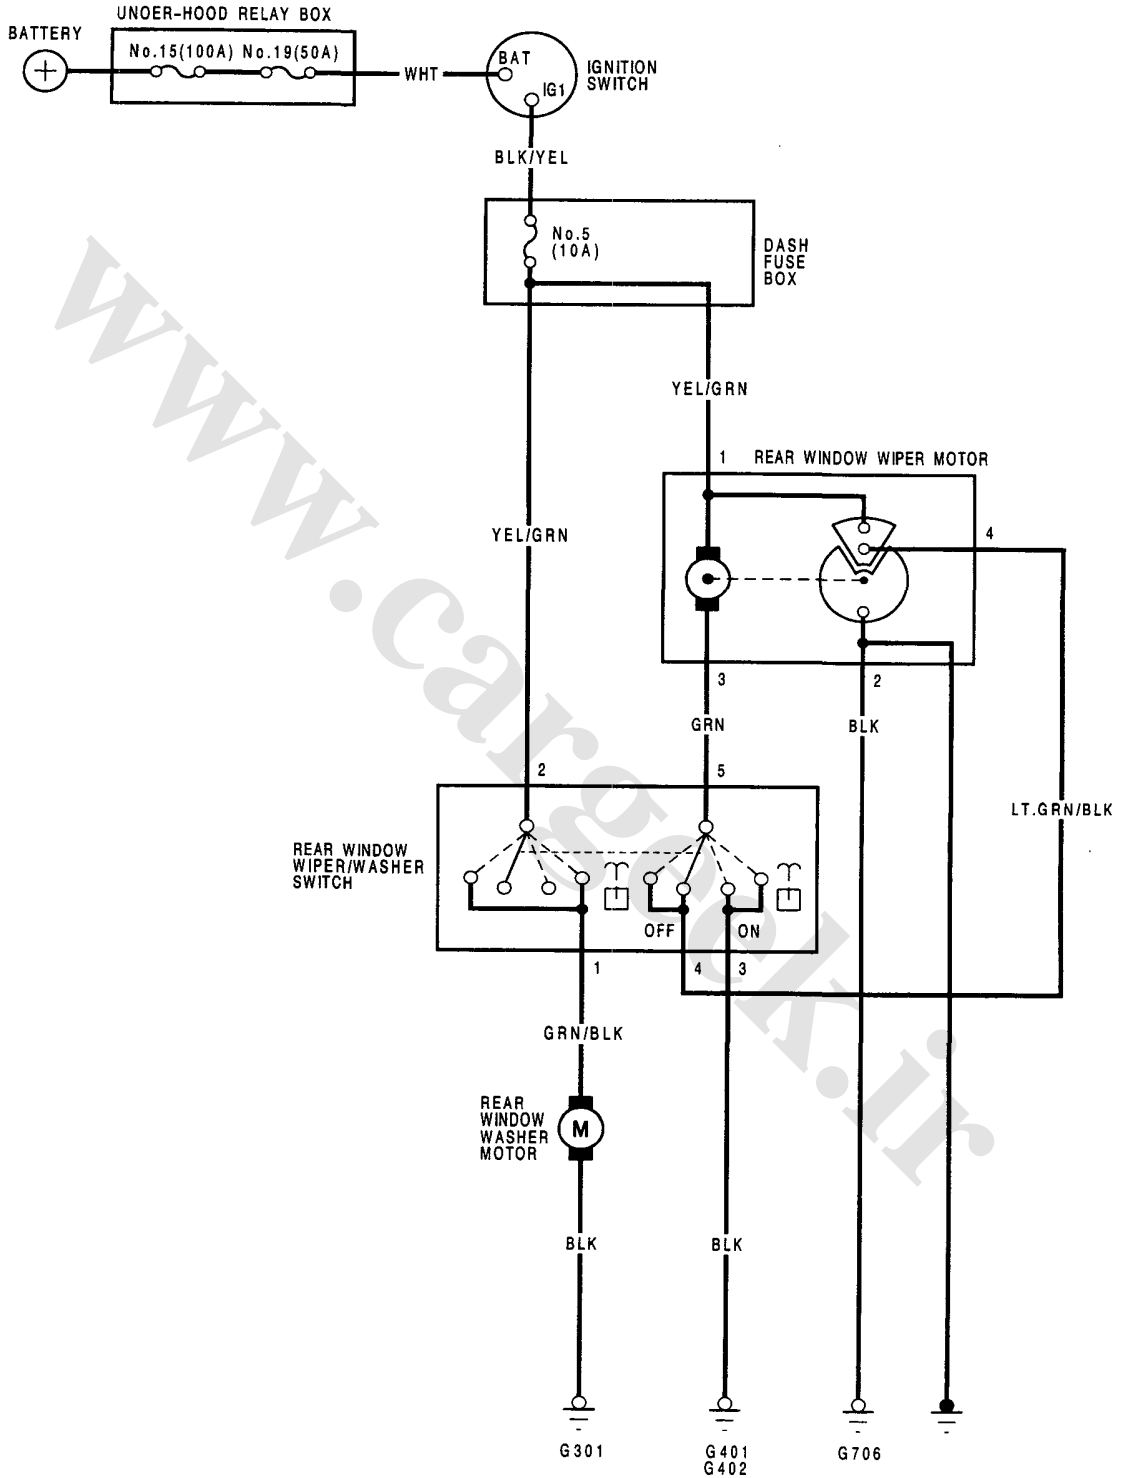 UNOER-HOOD RELAY BOX
BATTERY
No.15(100A) No.19(50A)
WHT
BAT
IG1
IGNITION
SWITCH
BLK/YEL
No.5
(10A)
DASH
FUSE
BOX
YEL/GRN
1 REAR WINDOW WIPER MOTOR
YEL/GRN
4
3
2
GRN
BLK
2
5
LT.GRN/BLK
REAR WINDOW
WIPER/WASHER
SWITCH
OFF
ON
1
4
3
GRN/BLK
REAR
WINDOW
WASHER
MOTOR
M
BLK
BLK
G301
G401
G402
G706
www.cargeek.ir